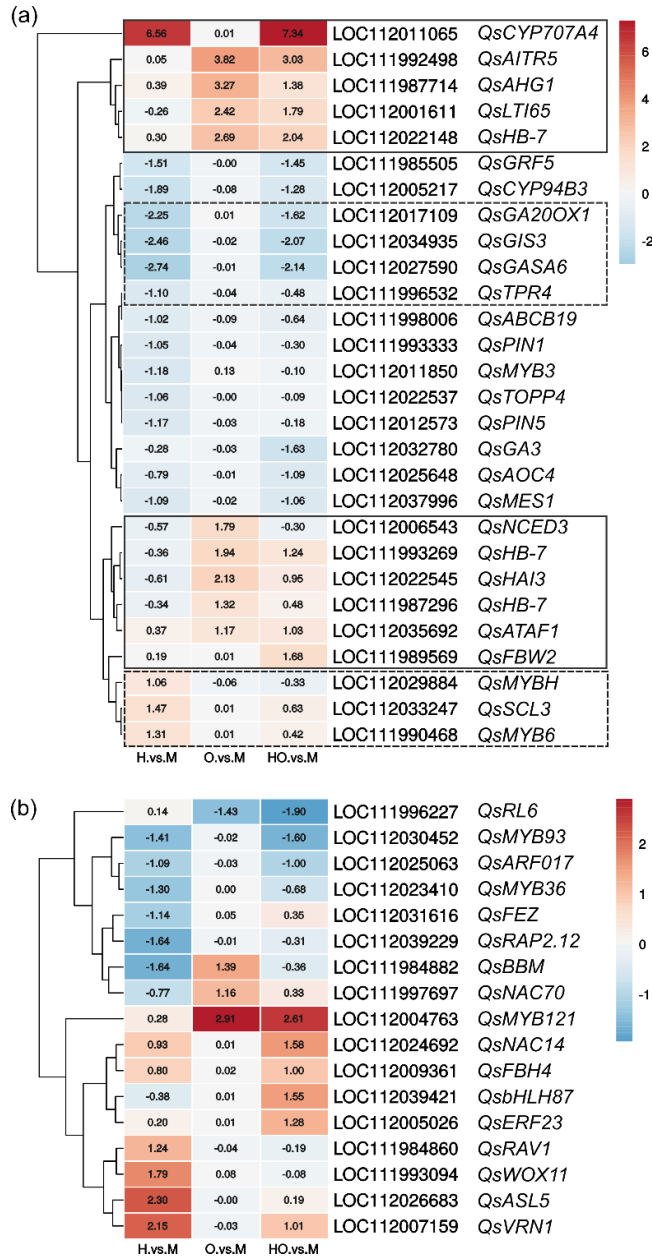 (a)
6.56 0.01 7.34 LOC112011065 QsCYP707A4
0.05 3.82 3.03 LOC111992498 QsAITR5
0.39 3.27 1.38 LOC111987714 QsAHG1
-0.26 2.42 1.79 LOC112001611 QsLTI65
0.30 2.69 2.04 LOC112022148 QsHB-7
-1.51 -0.00 -1.45 LOC111985505 QsGRF5
-1.89 -0.08 -1.28 LOC112005217 QsCYP94B3
-2.25 0.01 -1.62 LOC112017109 QsGA20OX1
-2.46 -0.02 -2.07 LOC112034935 QsGIS3
-2.74 -0.01 -2.14 LOC112027590 QsGASA6
-1.10 -0.04 -0.48 LOC111996532 QsTPR4
-1.02 -0.09 -0.64 LOC111998006 QsABCB19
-1.05 -0.04 -0.30 LOC111993333 QsPIN1
-1.18 0.13 -0.10 LOC112011850 QsMYB3
-1.06 -0.00 -0.09 LOC112022537 QsTOPP4
-1.17 -0.03 -0.18 LOC112012573 QsPIN5
-0.28 -0.03 -1.63 LOC112032780 QsGA3
-0.79 -0.01 -1.09 LOC112025648 QsAOC4
-1.09 -0.02 -1.06 LOC112037996 QsMES1
-0.57 1.79 -0.30 LOC112006543 QsNCED3
-0.36 1.94 1.24 LOC111993269 QsHB-7
-0.61 2.13 0.95 LOC112022545 QsHAI3
-0.34 1.32 0.48 LOC111987296 QsHB-7
0.37 1.17 1.03 LOC112035692 QsATAF1
0.19 0.01 1.68 LOC111989569 QsFBW2
1.06 -0.06 -0.33 LOC112029884 QsMYBH
1.47 0.01 0.63 LOC112033247 QsSCL3
1.31 0.01 0.42 LOC111990468 QsMYB6
H.vs.M O.vs.M HO.vs.M
6
4
2
0
-2
(b)
0.14 -1.43 -1.90 LOC111996227 QsRL6
-1.41 -0.02 -1.60 LOC112030452 QsMYB93
-1.09 -0.03 -1.00 LOC112025063 QsARF017
-1.30 0.00 -0.68 LOC112023410 QsMYB36
-1.14 0.05 0.35 LOC112031616 QsFEZ
-1.64 -0.01 -0.31 LOC112039229 QsRAP2.12
-1.64 1.39 -0.36 LOC111984882 QsBBM
-0.77 1.16 0.33 LOC111997697 QsNAC70
0.28 2.91 2.61 LOC112004763 QsMYB121
0.93 0.01 1.58 LOC112024692 QsNAC14
0.80 0.02 1.00 LOC112009361 QsFBH4
-0.38 0.01 1.55 LOC112039421 QsbHLH87
0.20 0.01 1.28 LOC112005026 QsERF23
1.24 -0.04 -0.19 LOC111984860 QsRAV1
1.79 0.08 -0.08 LOC111993094 QsWOX11
2.30 -0.00 0.19 LOC112026683 QsASL5
2.15 -0.03 1.01 LOC112007159 QsVRN1
H.vs.M O.vs.M HO.vs.M
2
1
0
-1